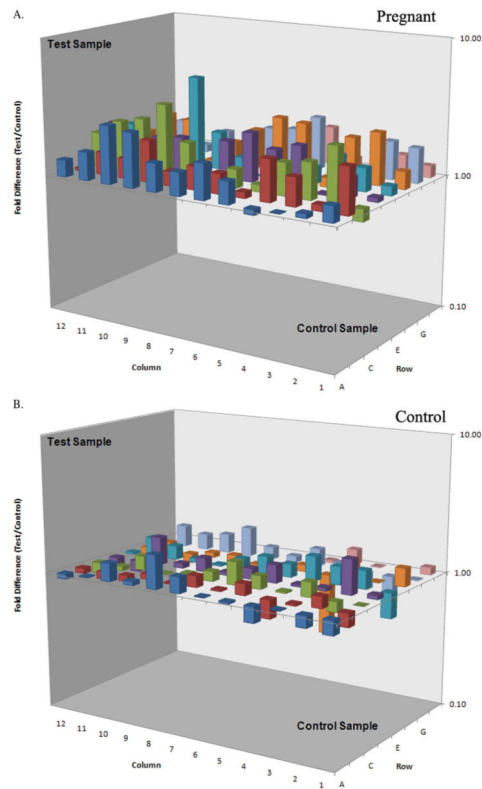 A.
Pregnant
Test Sample
10.00
Fold Difference (Test/Control)
1.00
Control Sample
0.10
12 11 10 9 8 7 6 5 4 3 2 1
A C E G
Column
Row
B.
Control
Test Sample
10.00
Fold Difference (Test/Control)
1.00
Control Sample
0.10
12 11 10 9 8 7 6 5 4 3 2 1
A C E G
Column
Row